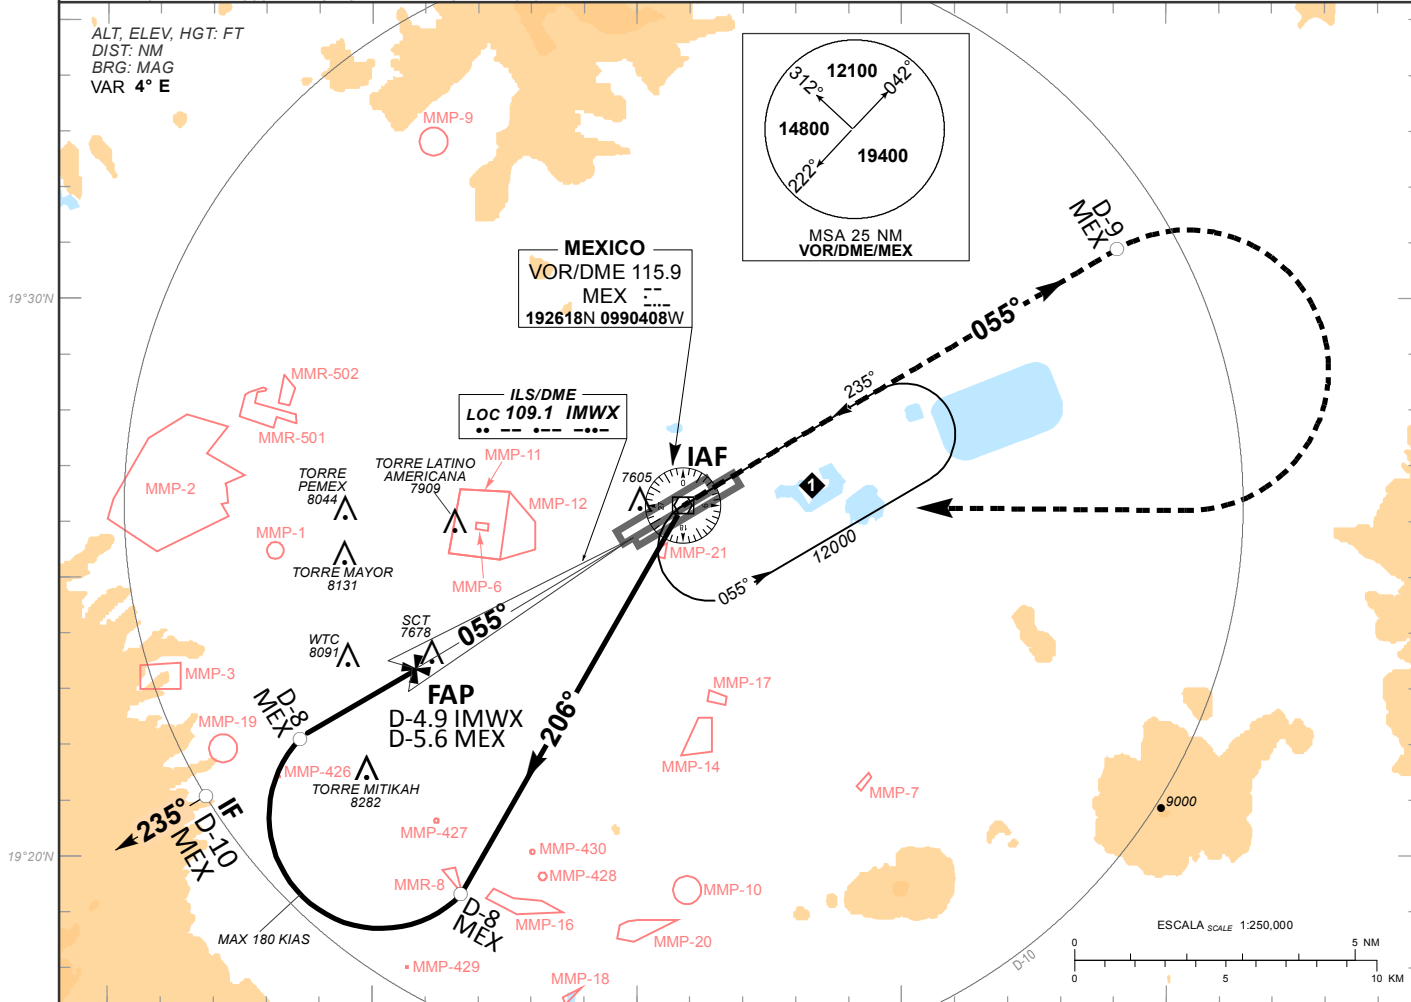 ALT, ELEV, HGT: FT
DIST: NM
BRG: MAG
VAR 4° E
MMP-9
12100
312°
042°
14800
19400
222°
MSA 25 NM
VOR/DME/MEX
D-9
MEX
MEXICO
VOR/DME 115.9
MEX
192618N 0990408W
19°30'N
055°
235°
MMR-502
MMR-501
ILS/DME
LOC 109.1 IMWX
MMP-2
TORRE
PEMEX
8044
TORRE LATINO
AMERICANA
7909
MMP-11
MMP-12
7605
IAF
0
18
1
MMP-1
TORRE MAYOR
8131
MMP-6
MMP-21
12000
055°
SCT
7678
055°
WTC
8091
MMP-3
FAP
D-4.9 IMWX
D-5.6 MEX
D-8
MEX
MMP-19
206°
MMP-17
MMP-14
MMP-426
TORRE MITIKAH
8282
MMP-7
9000
235°
IF
D-10
MEX
MMP-427
19°20'N
MMP-430
MMP-428
MMR-8
MMP-10
D-8
MEX
MMP-16
MMP-20
MAX 180 KIAS
MMP-429
MMP-18
D-10
ESCALA SCALE 1:250,000
0
5 NM
0
5
10 KM